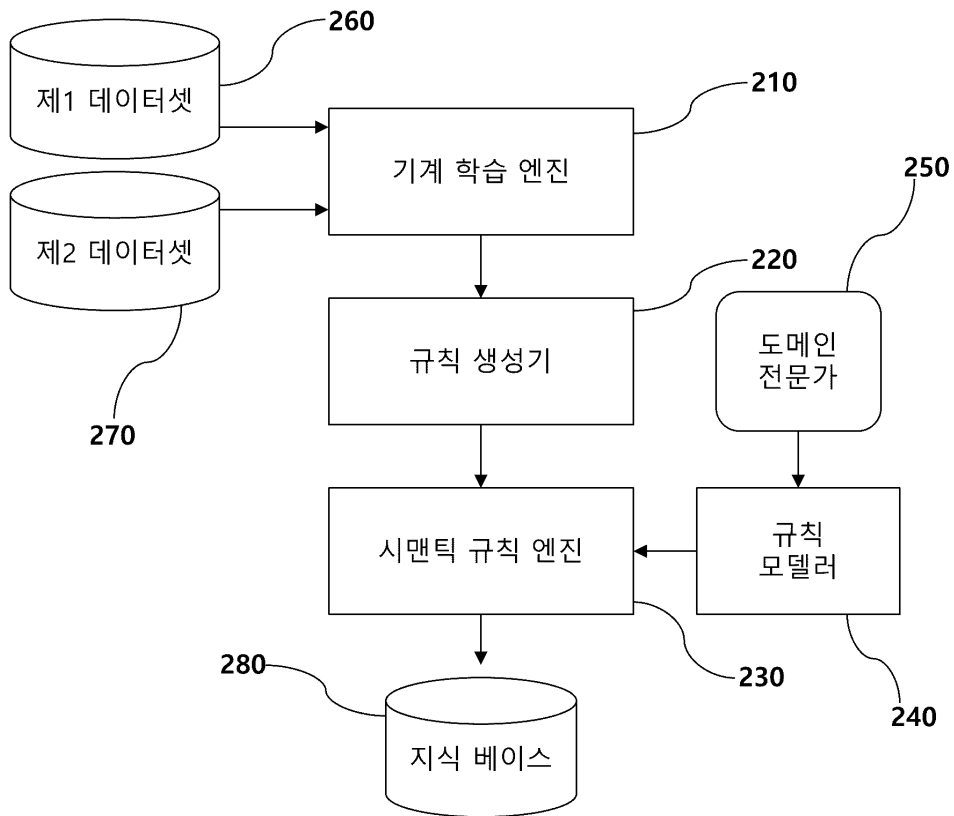 260
제1 데이터셋
210
기계 학습 엔진
250
제2 데이터셋
220
270
규칙 생성기
도메인
전문가
시맨틱 규칙 엔진
규칙
모델러
280
230
240
지식 베이스